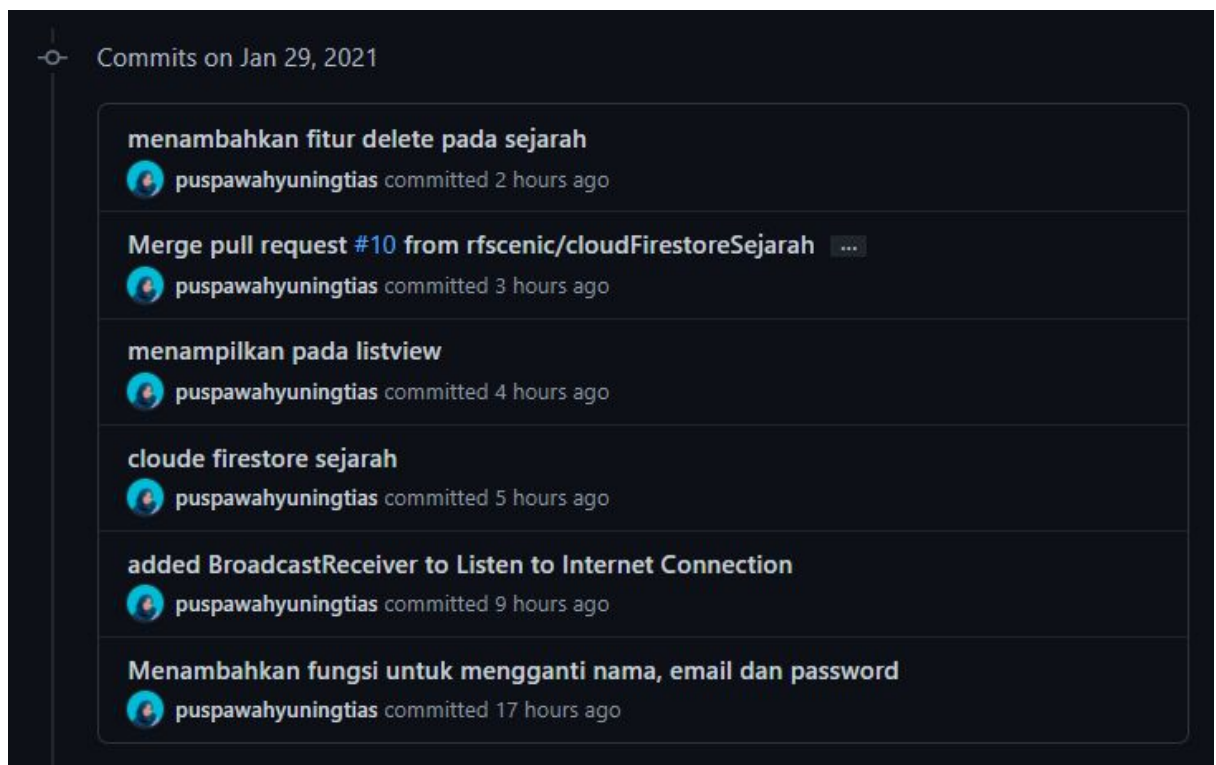 Commits on Jan 29, 2021
menambahkan fitur delete pada sejarah
puspawahyuningtias committed 2 hours ago
Merge pull request #10 from rfscenic/cloudFirestoreSejarah ...
puspawahyuningtias committed 3 hours ago
menampilkan pada listview
puspawahyuningtias committed 4 hours ago
cloude firestore sejarah
puspawahyuningtias committed 5 hours ago
added BroadcastReceiver to Listen to Internet Connection
puspawahyuningtias committed 9 hours ago
Menambahkan fungsi untuk mengganti nama, email dan password
puspawahyuningtias committed 17 hours ago